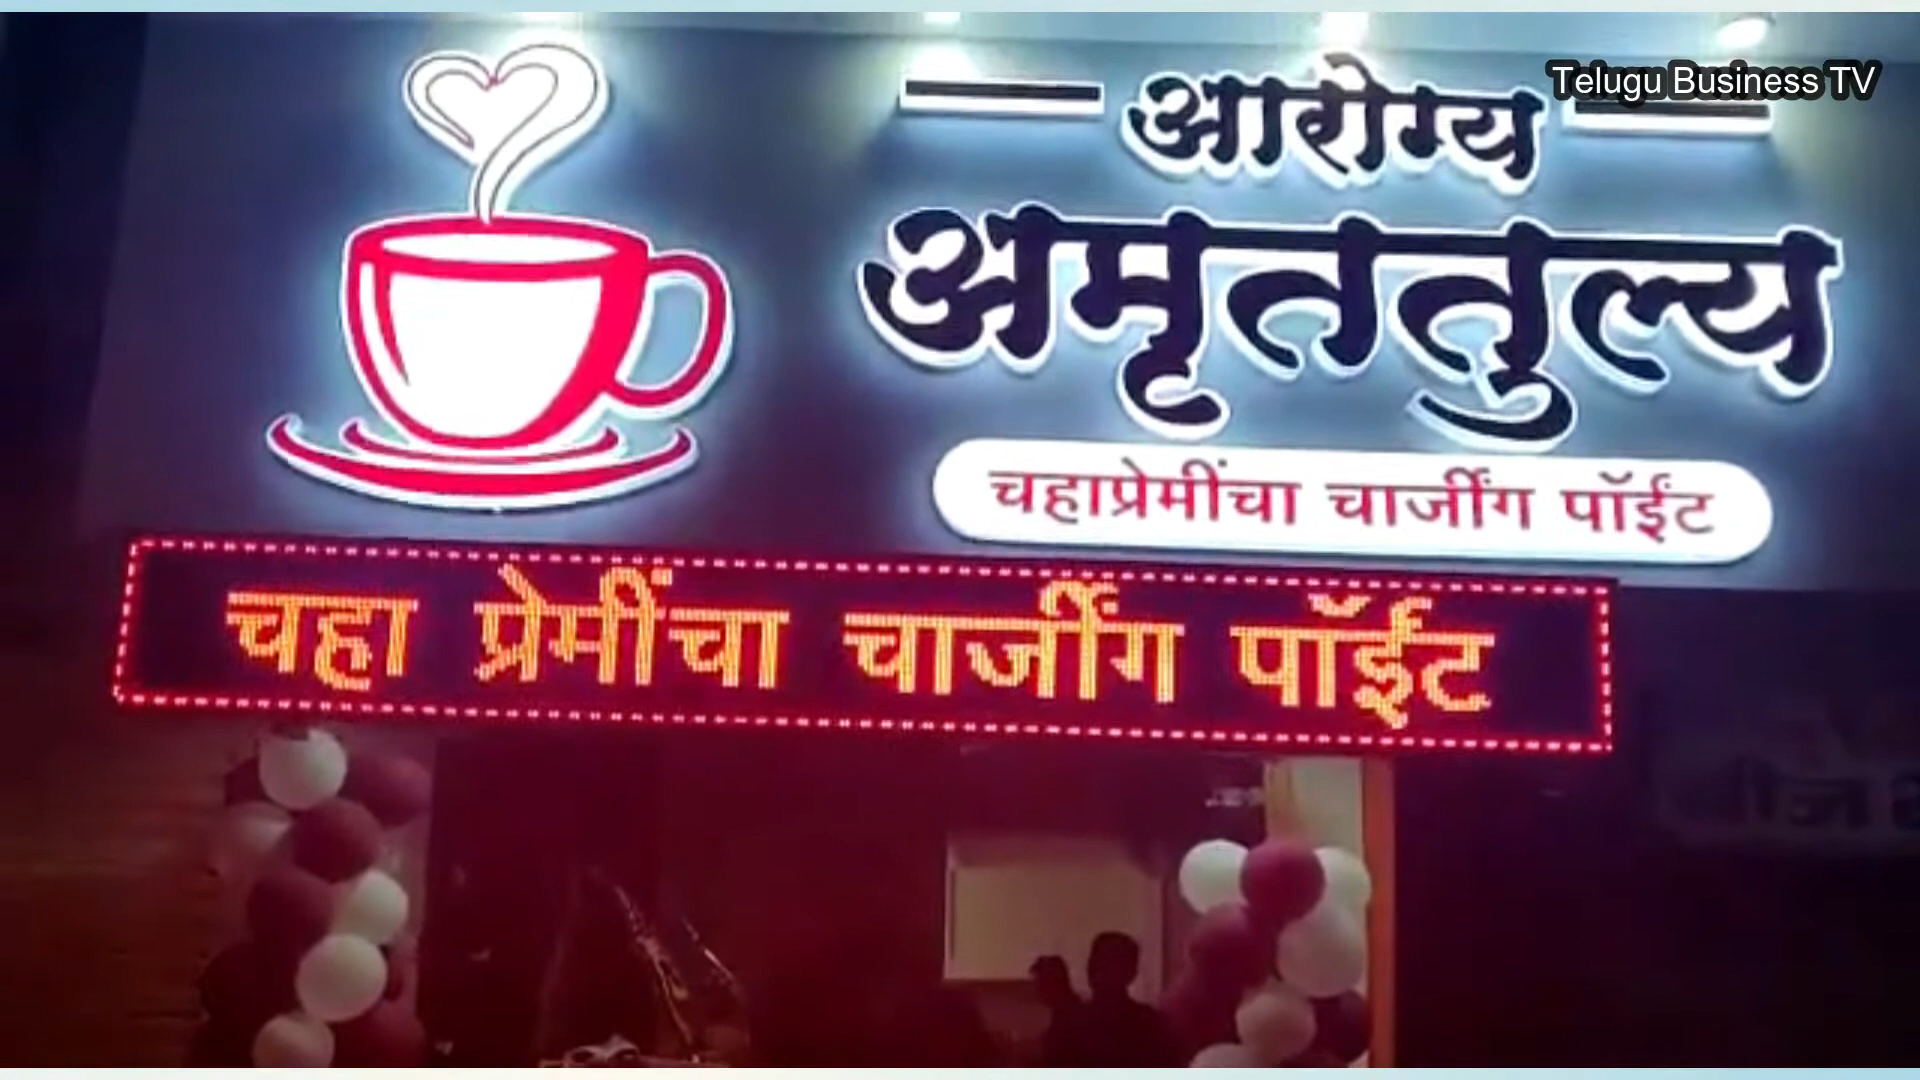 Telugu Business TV
आरोग्य
अमृततुल्य
चहाप्रेमींचा चार्जींग पॉईंट
चहा प्रेमींचा चार्जींग पॉईंट